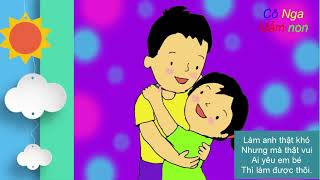 Cô Nga
Mầm non
Làm anh thật khó
Nhưng mà thật vui
Ai yêu em bé
Thì làm được thôi.